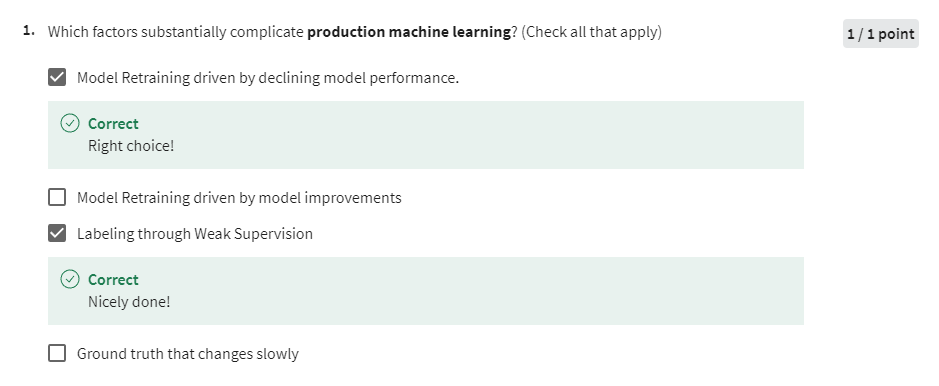 1. Which factors substantially complicate production machine learning? (Check all that apply)
1 / 1 point
Model Retraining driven by declining model performance.
Correct
Right choice!
Model Retraining driven by model improvements
Labeling through Weak Supervision
Correct
Nicely done!
Ground truth that changes slowly